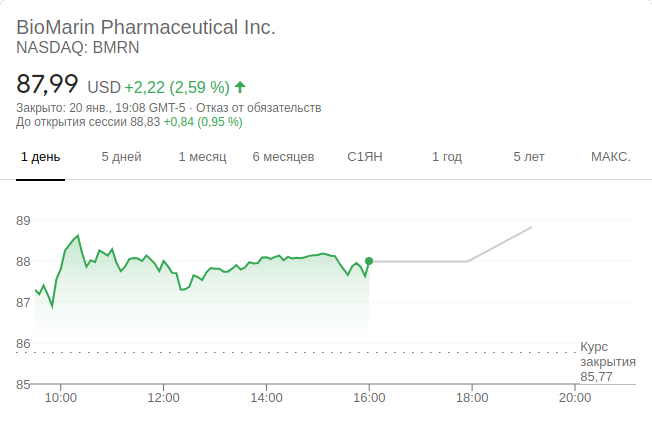 BioMarin Pharmaceutical Inc.
NASDAQ: BMRN
87,99 USD +2,22 (2,59 %)
Закрыто: 20 янв., 19:08 GMT-5 · Отказ от обязательств
До открытия сессии 88,83 +0,84 (0,95 %)
1 день 5 дней 1 месяц 6 месяцев С1ЯН 1 год 5 лет МАКС.
89
88
87
86
Курс
закрытия
85,77
85
10:00 12:00 14:00 16:00 18:00 20:00